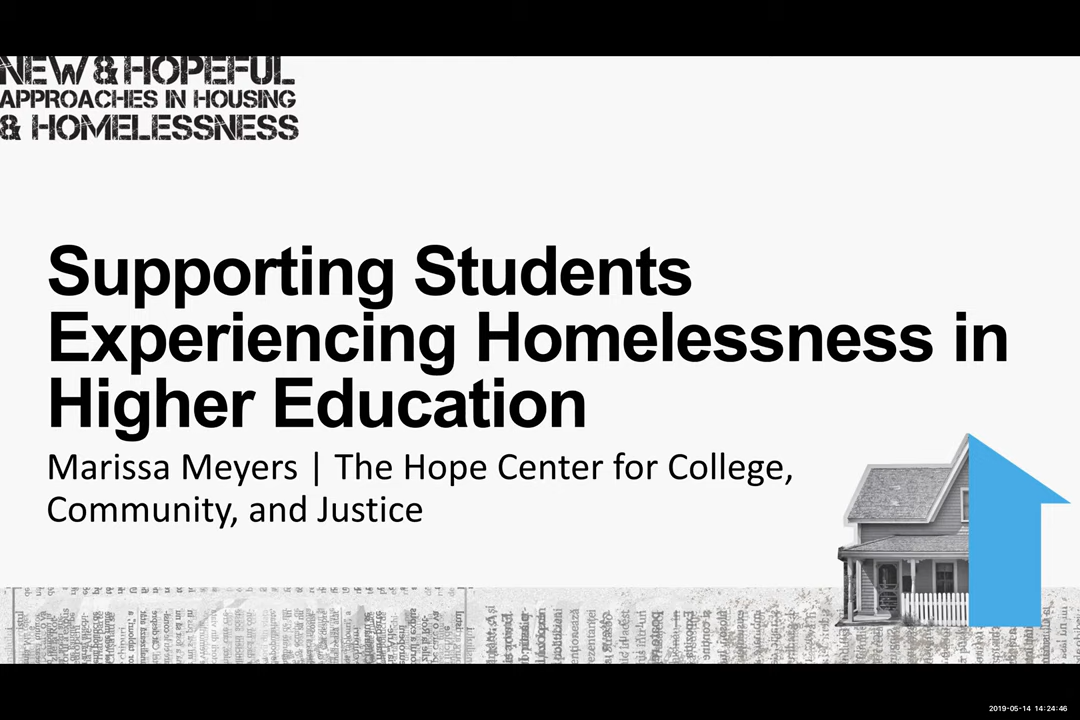 NEW & HOPEFUL
APPROACHES IN HOUSING
& HOMELESSNESS
Supporting Students
Experiencing Homelessness in
Higher Education
Marissa Meyers | The Hope Center for College,
Community, and Justice
2019-05-14 14:24:46